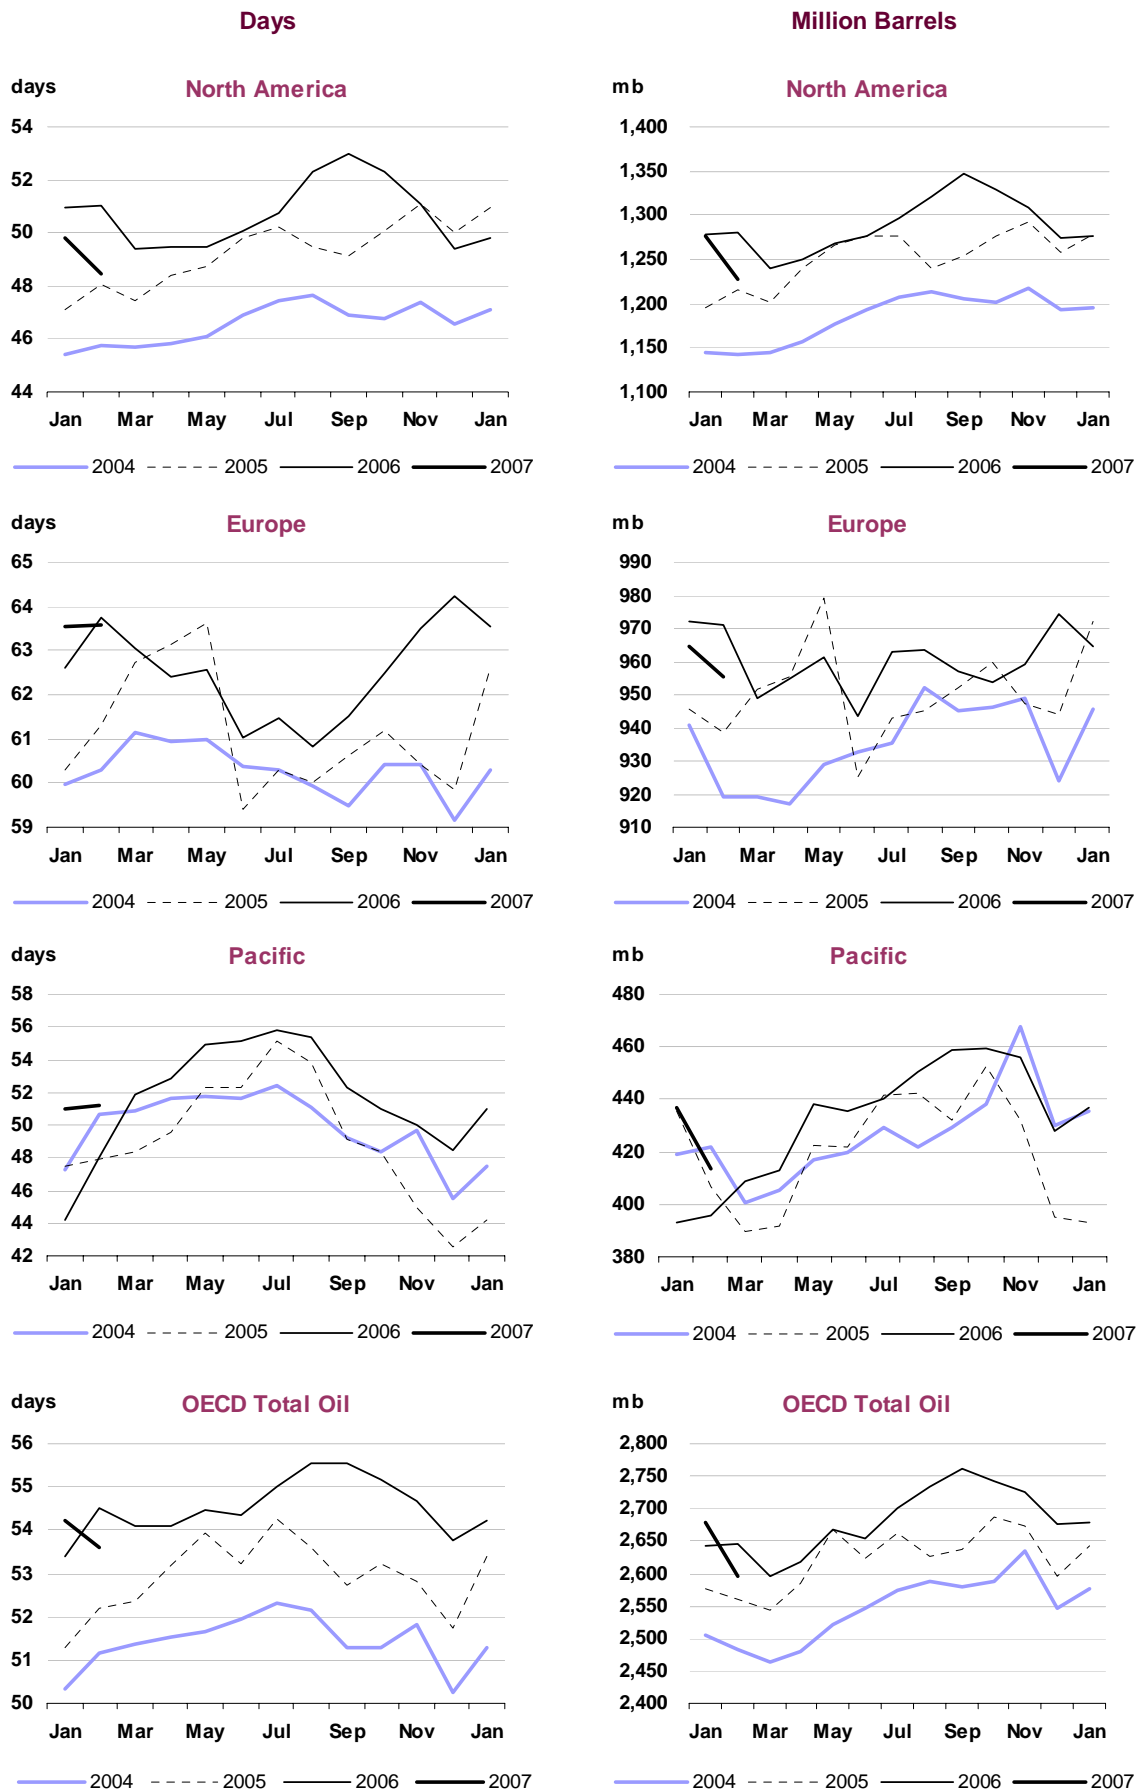 Days
Million Barrels
days
North America
54
52
50
48
46
44
Jan Mar May Jul Sep Nov Jan
2004 2005 2006 2007
mb
North America
1,400
1,350
1,300
1,250
1,200
1,150
1,100
Jan Mar May Jul Sep Nov Jan
2004 2005 2006 2007
days
Europe
65
64
63
62
61
60
59
Jan Mar May Jul Sep Nov Jan
2004 2005 2006 2007
mb
Europe
990
980
970
960
950
940
930
920
910
Jan Mar May Jul Sep Nov Jan
2004 2005 2006 2007
days
Pacific
58
56
54
52
50
48
46
44
42
Jan Mar May Jul Sep Nov Jan
2004 2005 2006 2007
mb
Pacific
480
460
440
420
400
380
Jan Mar May Jul Sep Nov Jan
2004 2005 2006 2007
days
OECD Total Oil
56
55
54
53
52
51
50
Jan Mar May Jul Sep Nov Jan
2004 2005 2006 2007
mb
OECD Total Oil
2,800
2,750
2,700
2,650
2,600
2,550
2,500
2,450
2,400
Jan Mar May Jul Sep Nov Jan
2004 2005 2006 2007